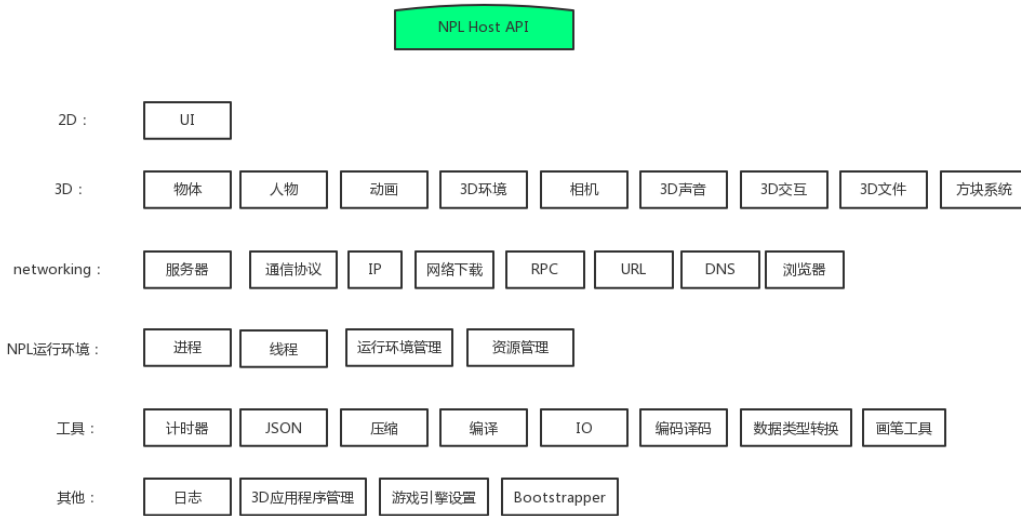 NPL Host API
2D： UI
3D： 物体 人物 动画 3D环境 相机 3D声音 3D交互 3D文件 方块系统
networking： 服务器 通信协议 IP 网络下载 RPC URL DNS 浏览器
NPL运行环境： 进程 线程 运行环境管理 资源管理
工具： 计时器 JSON 压缩 编译 IO 编码译码 数据类型转换 画笔工具
其他： 日志 3D应用程序管理 游戏引擎设置 Bootstrapper